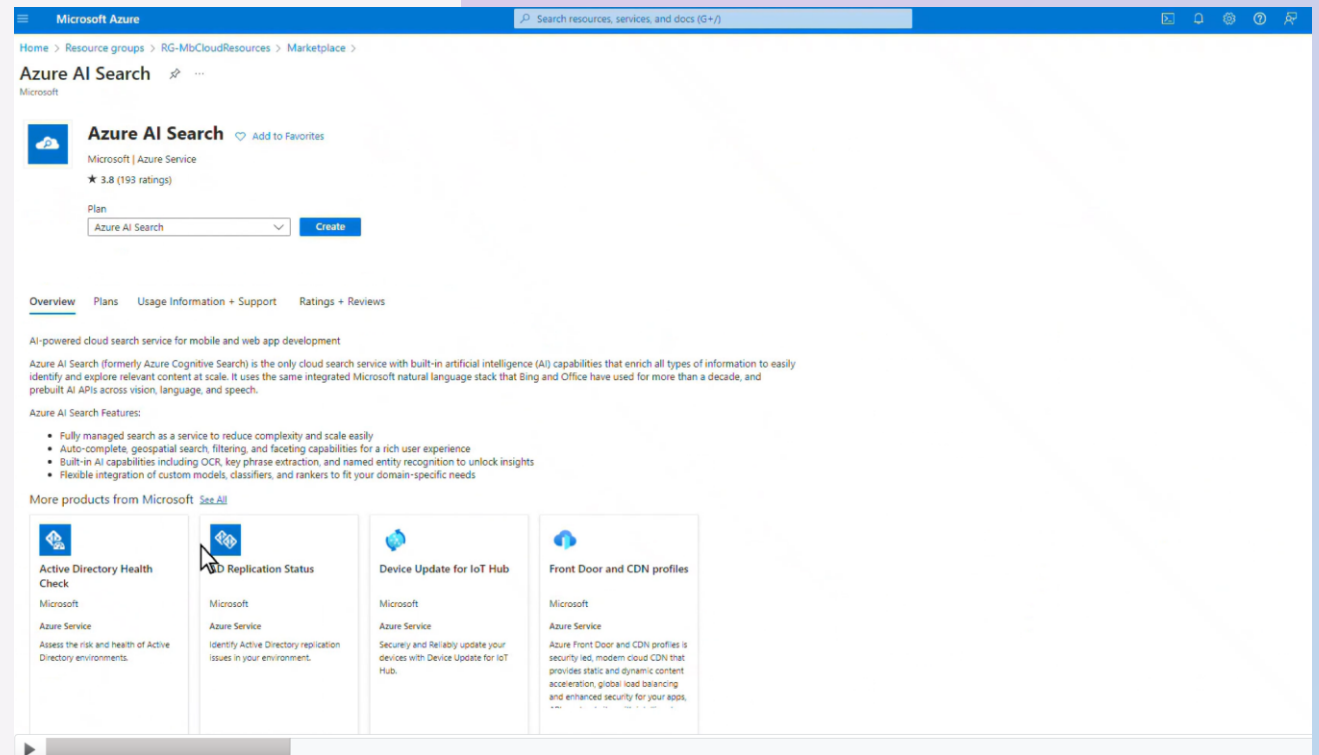 Microsoft Azure
Search resources, services, and docs (G+/)
Home > Resource groups > RG-MbCloudResources > Marketplace >
Azure AI Search
Microsoft
Azure AI Search
Add to Favorites
Microsoft | Azure Service
★ 3.8 (193 ratings)
Plan
Azure AI Search
Create
Overview Plans Usage Information + Support Ratings + Reviews
AI-powered cloud search service for mobile and web app development
Azure AI Search (formerly Azure Cognitive Search) is the only cloud search service with built-in artificial intelligence (AI) capabilities that enrich all types of information to easily
identify and explore relevant content at scale. It uses the same integrated Microsoft natural language stack that Bing and Office have used for more than a decade, and
prebuilt AI APIs across vision, language, and speech.
Azure AI Search Features:
• Fully managed search as a service to reduce complexity and scale easily
• Auto-complete, geospatial search, filtering, and faceting capabilities for a rich user experience
• Built-in AI capabilities including OCR, key phrase extraction, and named entity recognition to unlock insights
• Flexible integration of custom models, classifiers, and rankers to fit your domain-specific needs
More products from Microsoft See All
Active Directory Health
Check
Microsoft
Azure Service
Assess the risk and health of Active
Directory environments.
D Replication Status
Microsoft
Azure Service
Identify Active Directory replication
issues in your environment.
Device Update for IoT Hub
Microsoft
Azure Service
Securely and Reliably update your
devices with Device Update for IoT
Hub.
Front Door and CDN profiles
Microsoft
Azure Service
Azure Front Door and CDN profiles is
security led, modern cloud CDN that
provides static and dynamic content
acceleration, global load balancing
and enhanced security for your apps,